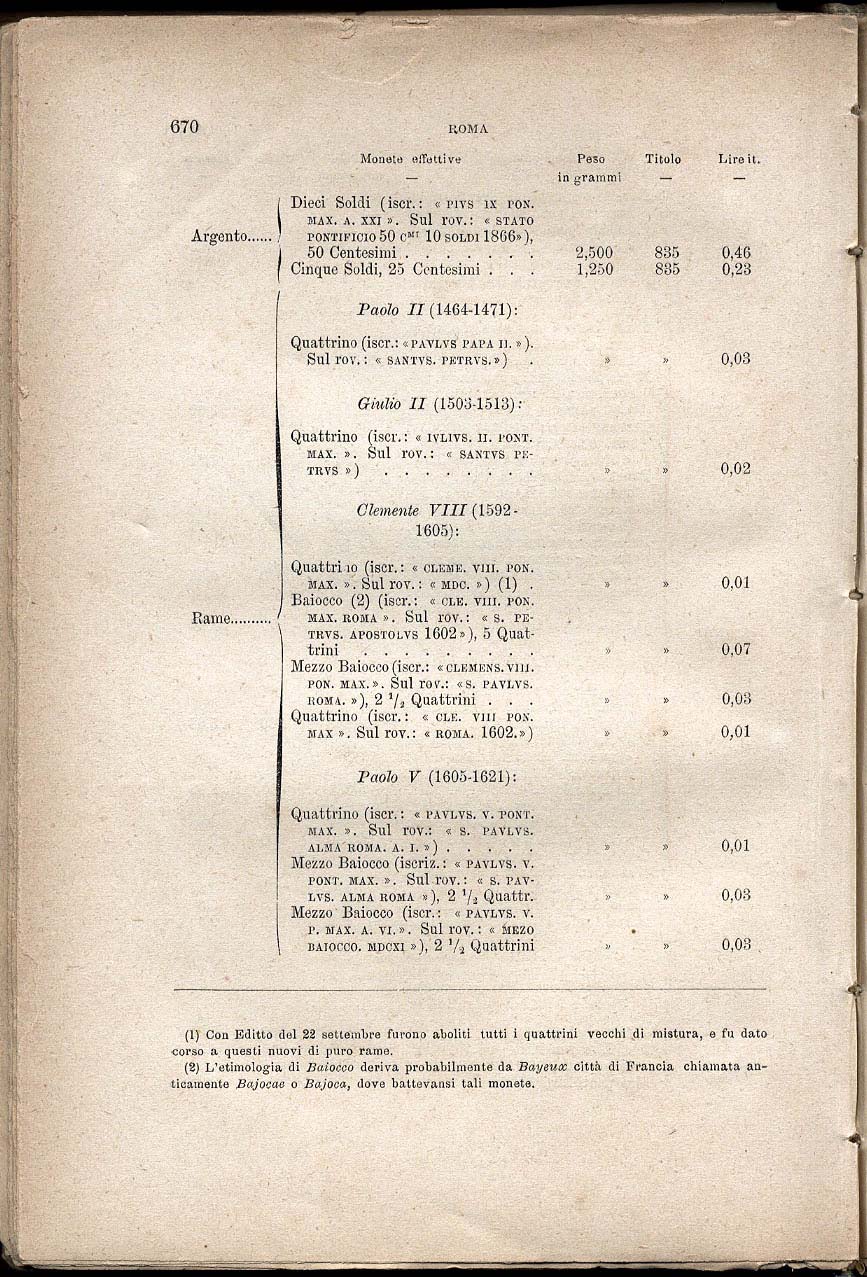 670 ROMA
Monete effettive Peso Titolo Lire it.
— in grammi — —
Dieci Soldi (iscr.: « PIVS IX PON.
MAX. A. XXI ». Sul rov.: « STATO
Argento...... PONTIFICIO 50 CMI 10 SOLDI 1866»),
50 Centesimi . . . . . . . 2,500 835 0,46
Cinque Soldi, 25 Centesimi . . . 1,250 835 0,23
Paolo II (1464-1471):
Quattrino (iscr.: «PAVLVS PAPA II. »).
Sul rov.: « SANTVS. PETRVS.») . » » 0,03
Giulio II (1503-1513):
Quattrino (iscr.: « IVLIVS. II. PONT.
MAX. ». Sul rov.: « SANTVS PE-
TRVS ») . . . . . . . . » » 0,02
Clemente VIII (1592-
1605):
Quattrino (iscr.: « CLEME. VIII. PON.
MAX. ». Sul rov.: « MDC. ») (1) . » » 0,01
Baiocco (2) (iscr.: « CLE. VIII. PON.
Rame.......... MAX. ROMA ». Sul rov.: « S. PE-
TRVS. APOSTOLVS 1602»), 5 Quat-
trini . . . . . . . . . » » 0,07
Mezzo Baiocco (iscr.: «CLEMENS. VIII.
PON. MAX.». Sul rov.: «S. PAVLVS.
ROMA. »), 2 1/2 Quattrini . . . » » 0,03
Quattrino (iscr.: « CLE. VIII PON.
MAX ». Sul rov.: « ROMA. 1602.») » » 0,01
Paolo V (1605-1621):
Quattrino (iscr.: « PAVLVS. V. PONT.
MAX. ». Sul rov.: « S. PAVLVS.
ALMA ROMA. A. I. ») . . . . . » » 0,01
Mezzo Baiocco (iscriz.: « PAVLVS. V.
PONT. MAX. ». Sul rov.: « S. PAV-
LVS. ALMA ROMA »), 2 1/2 Quattr. » » 0,03
Mezzo Baiocco (iscr.: « PAVLVS. V.
P. MAX. A. VI.». Sul rov.: « MEZO
BAIOCCO. MDCXI »), 2 1/2 Quattrini » » 0,03
(1) Con Editto del 22 settembre furono aboliti tutti i quattrini vecchi di mistura, e fu dato
corso a questi nuovi di puro rame.
(2) L'etimologia di Baiocco deriva probabilmente da Bayeux città di Francia chiamata an-
ticamente Bajocae o Bajoca, dove battevansi tali monete.